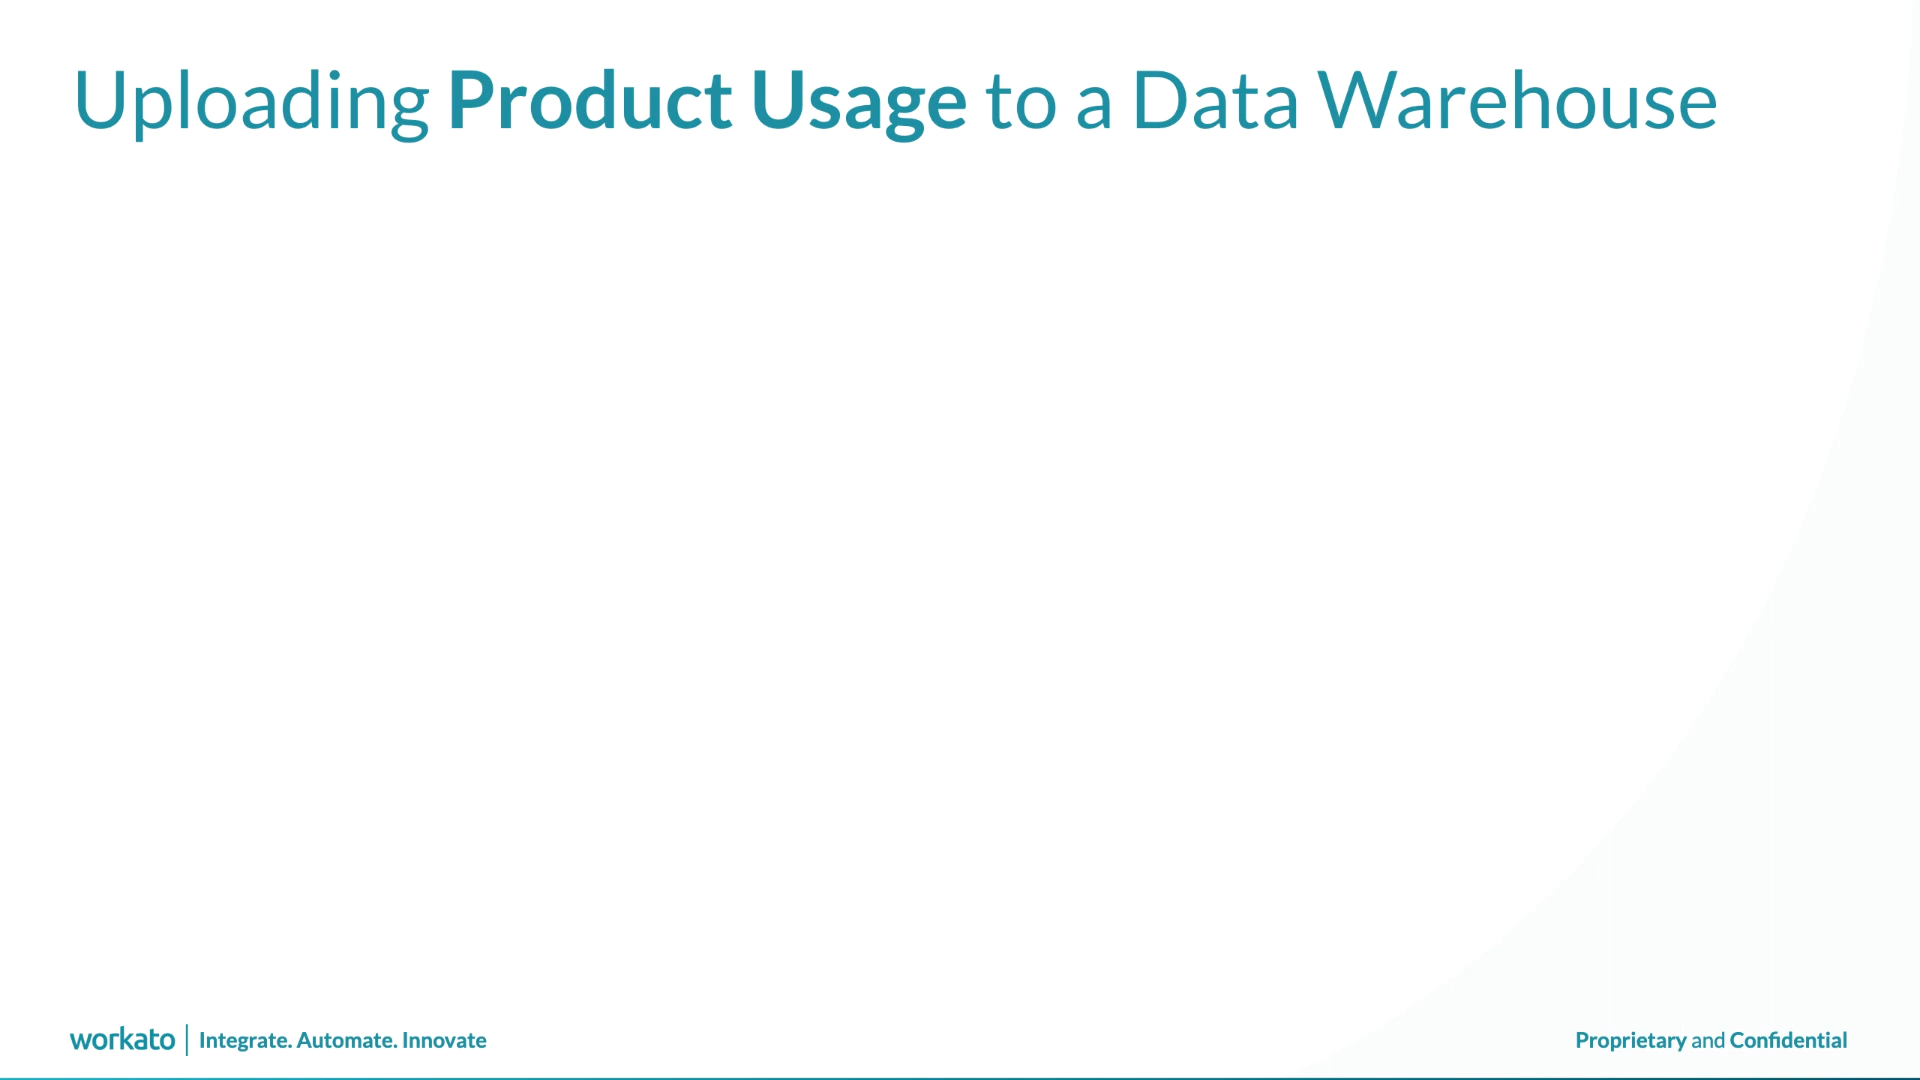 Uploading Product Usage to a Data Warehouse
workato | Integrate. Automate. Innovate
Proprietary and Confidential